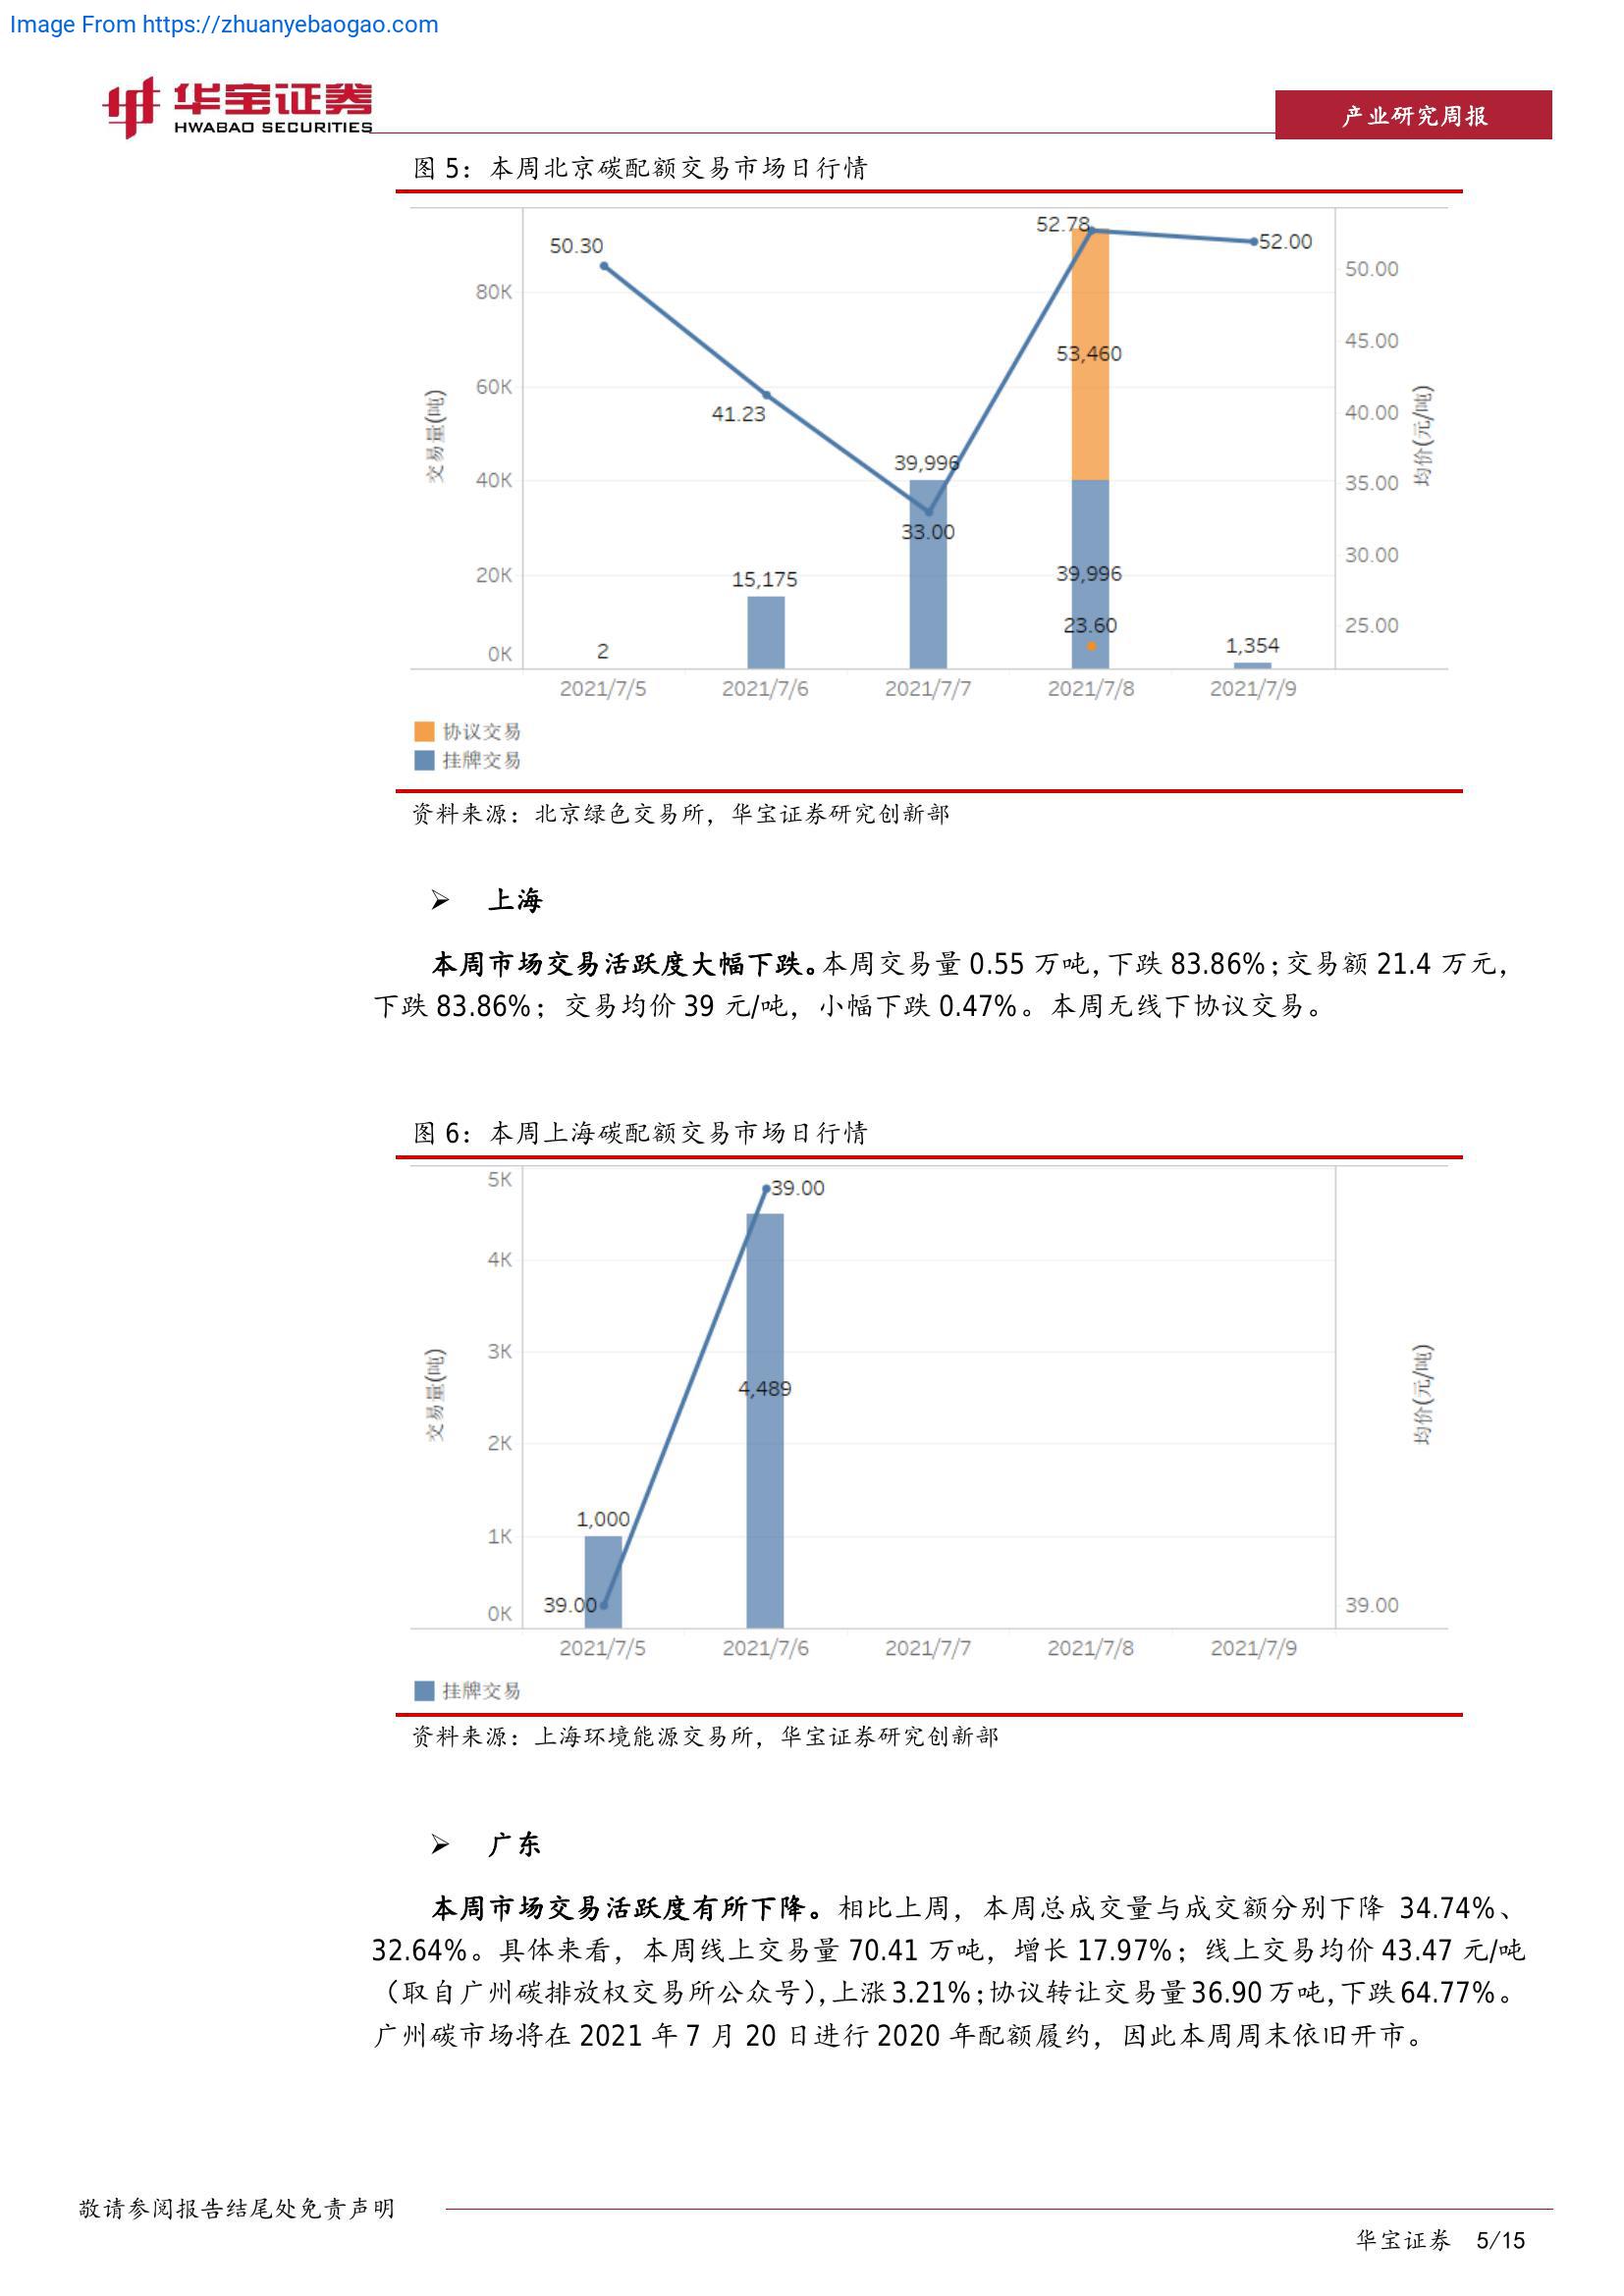 Image From https://zhuanyebaogao.com
华宝证券
HWABAO SECURITIES
产业研究周报
图 5：本周北京碳配额交易市场日行情
52.78
50.30
52.00
50.00
80K
45.00
53,460
60K
41.23
40.00
交易量(吨)
均价(元/吨)
39,996
40K
35.00
33.00
30.00
20K
15,175
39,996
23.60
25.00
0K
2
1,354
2021/7/5 2021/7/6 2021/7/7 2021/7/8 2021/7/9
协议交易
挂牌交易
资料来源：北京绿色交易所，华宝证券研究创新部
➢ 上海
本周市场交易活跃度大幅下跌。本周交易量 0.55 万吨，下跌 83.86%；交易额 21.4 万元，
下跌 83.86%；交易均价 39 元/吨，小幅下跌 0.47%。本周无线下协议交易。
图 6：本周上海碳配额交易市场日行情
5K
39.00
4K
3K
交易量(吨)
均价(元/吨)
4,489
2K
1,000
1K
39.00
39.00
0K
2021/7/5 2021/7/6 2021/7/7 2021/7/8 2021/7/9
挂牌交易
资料来源：上海环境能源交易所，华宝证券研究创新部
➢ 广东
本周市场交易活跃度有所下降。相比上周，本周总成交量与成交额分别下降 34.74%、
32.64%。具体来看，本周线上交易量 70.41 万吨，增长 17.97%；线上交易均价 43.47 元/吨
（取自广州碳排放权交易所公众号），上涨 3.21%；协议转让交易量 36.90 万吨，下跌 64.77%。
广州碳市场将在 2021 年 7 月 20 日进行 2020 年配额履约，因此本周周末依旧开市。
敬请参阅报告结尾处免责声明
华宝证券 5/15